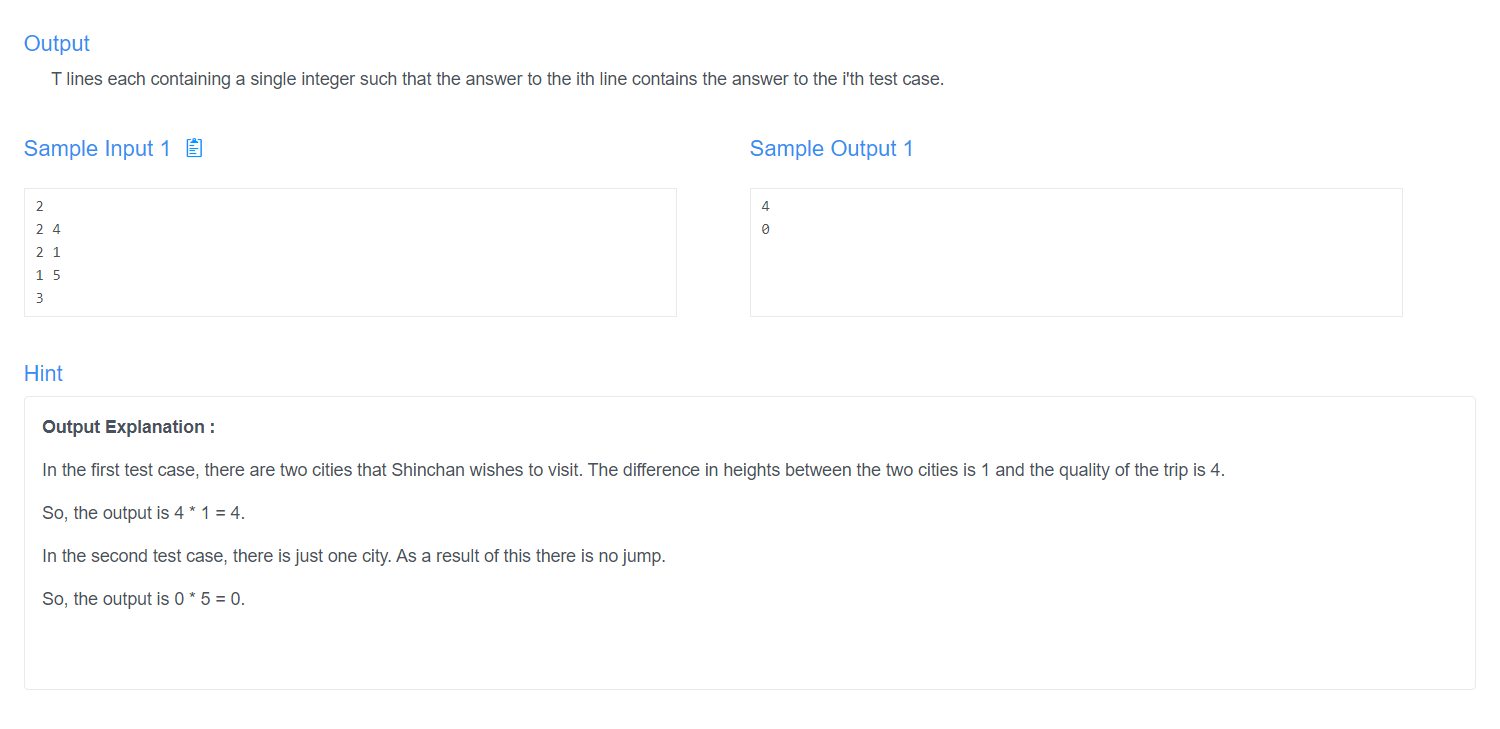 Output
T lines each containing a single integer such that the answer to the ith line contains the answer to the i'th test case.
Sample Input 1
2
2 4
2 1
1 5
3
Sample Output 1
4
0
Hint
Output Explanation :
In the first test case, there are two cities that Shinchan wishes to visit. The difference in heights between the two cities is 1 and the quality of the trip is 4.
So, the output is 4 * 1 = 4.
In the second test case, there is just one city. As a result of this there is no jump.
So, the output is 0 * 5 = 0.